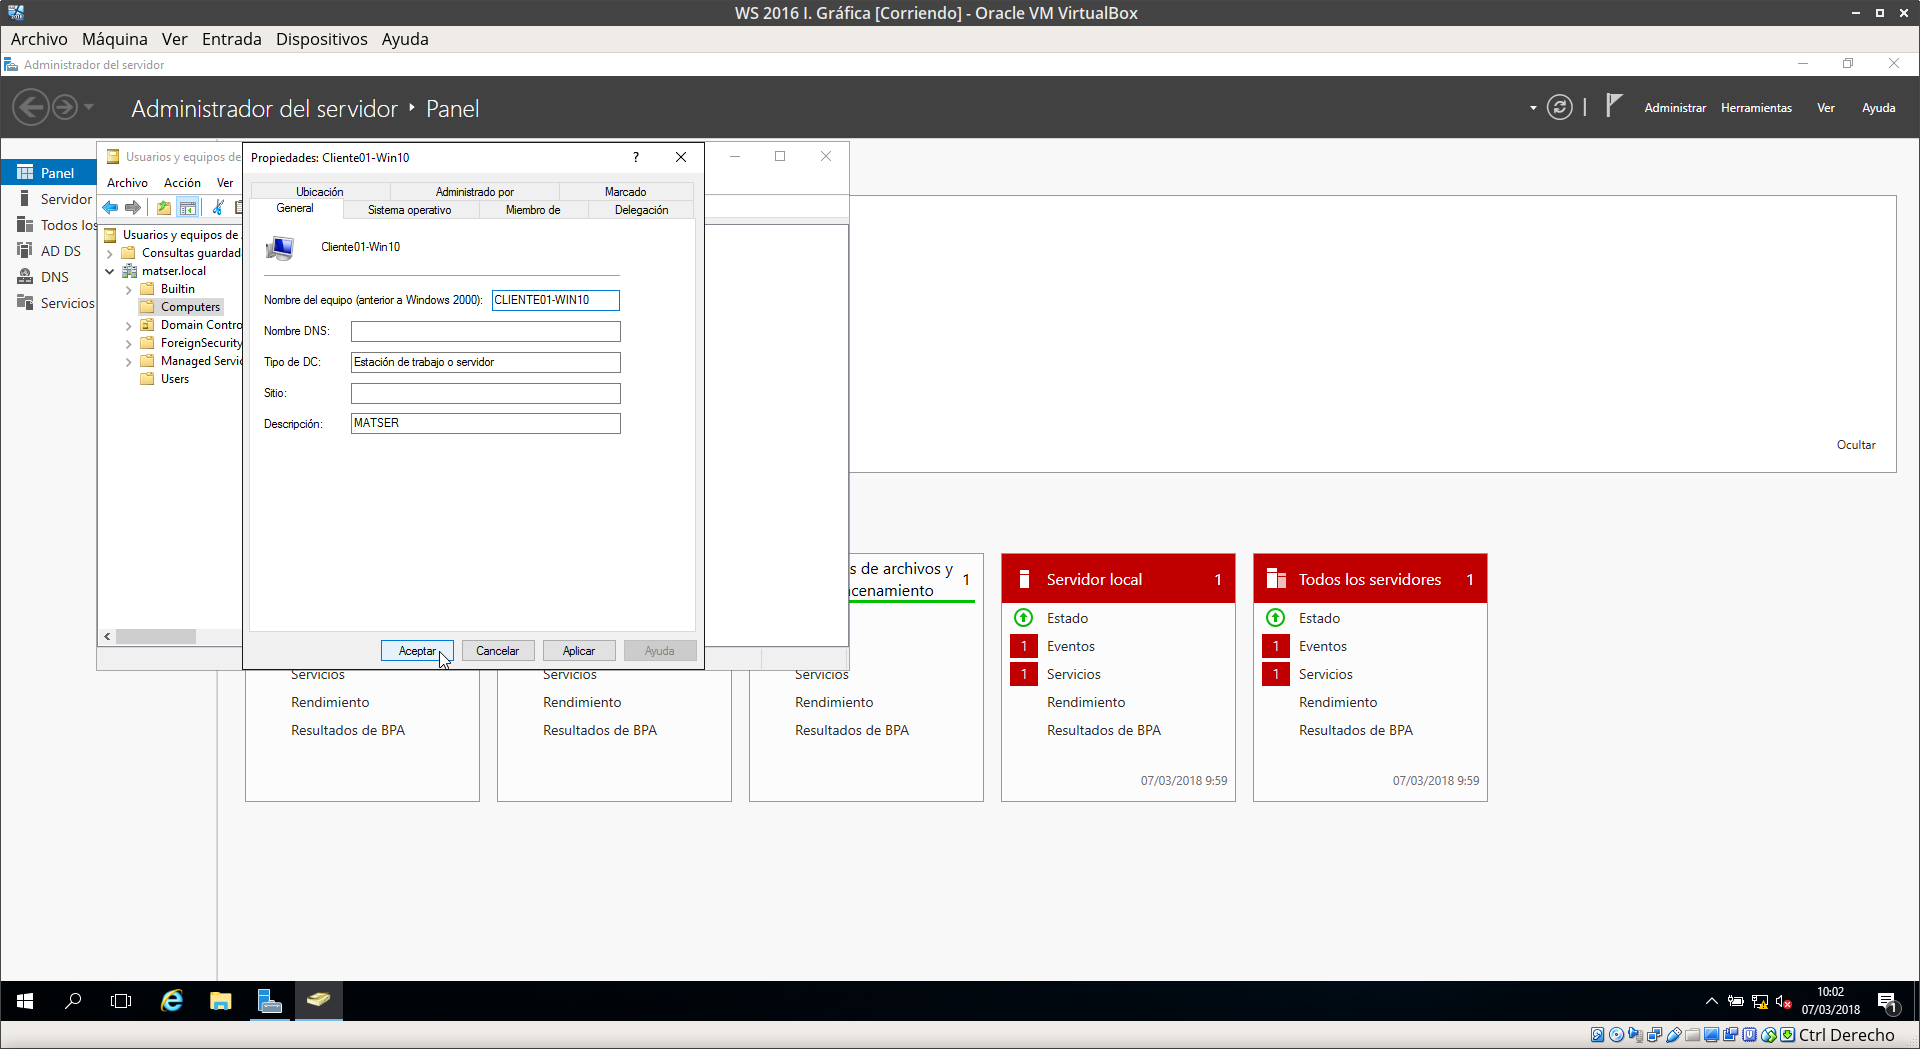 WS 2016 I. Gráfica [Corriendo] - Oracle VM VirtualBox
Archivo Máquina Ver Entrada Dispositivos Ayuda
Administrador del servidor
Administrador del servidor ‣ Panel
Administrar Herramientas Ver Ayuda
Panel
Servidor
Todos los
AD DS
DNS
Servicios
Usuarios y equipos de
Archivo Acción Ver
Usuarios y equipos de
Consultas guardad
matser.local
Builtin
Computers
Domain Contro
ForeignSecurity
Managed Servic
Users
Propiedades: Cliente01-Win10
Ubicación Administrado por Marcado
General Sistema operativo Miembro de Delegación
Cliente01-Win10
Nombre del equipo (anterior a Windows 2000): CLIENTE01-WIN10
Nombre DNS:
Tipo de DC: Estación de trabajo o servidor
Sitio:
Descripción: MATSER
Aceptar Cancelar Aplicar Ayuda
Ocultar
Servicios
Rendimiento
Resultados de BPA
Servicios
Rendimiento
Resultados de BPA
s de archivos y 1
cenamiento
Servicios
Rendimiento
Resultados de BPA
Servidor local 1
Estado
1 Eventos
1 Servicios
Rendimiento
Resultados de BPA
07/03/2018 9:59
Todos los servidores 1
Estado
1 Eventos
1 Servicios
Rendimiento
Resultados de BPA
07/03/2018 9:59
10:02
07/03/2018
1
Ctrl Derecho